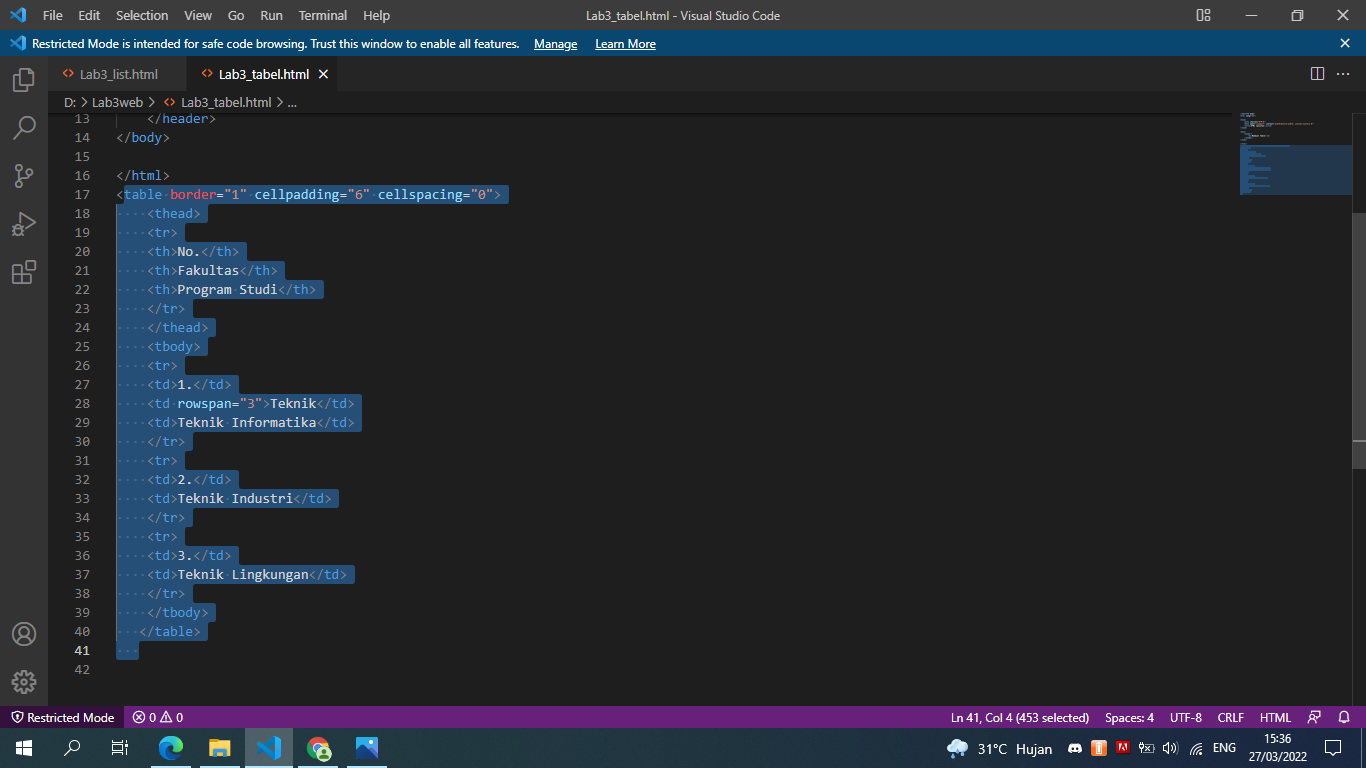 File Edit Selection View Go Run Terminal Help Lab3_tabel.html - Visual Studio Code
Restricted Mode is intended for safe code browsing. Trust this window to enable all features. Manage Learn More
Lab3_list.html Lab3_tabel.html
D: > Lab3web > Lab3_tabel.html > ...
13 </header>
14 </body>
15
16 </html>
17 <table border="1" cellpadding="6" cellspacing="0">
18 <thead>
19 <tr>
20 <th>No.</th>
21 <th>Fakultas</th>
22 <th>Program Studi</th>
23 </tr>
24 </thead>
25 <tbody>
26 <tr>
27 <td>1.</td>
28 <td rowspan="3">Teknik</td>
29 <td>Teknik Informatika</td>
30 </tr>
31 <tr>
32 <td>2.</td>
33 <td>Teknik Industri</td>
34 </tr>
35 <tr>
36 <td>3.</td>
37 <td>Teknik Lingkungan</td>
38 </tr>
39 </tbody>
40 </table>
41
42
Restricted Mode 0 0 Ln 41, Col 4 (453 selected) Spaces: 4 UTF-8 CRLF HTML
31°C Hujan ENG 15:36
27/03/2022